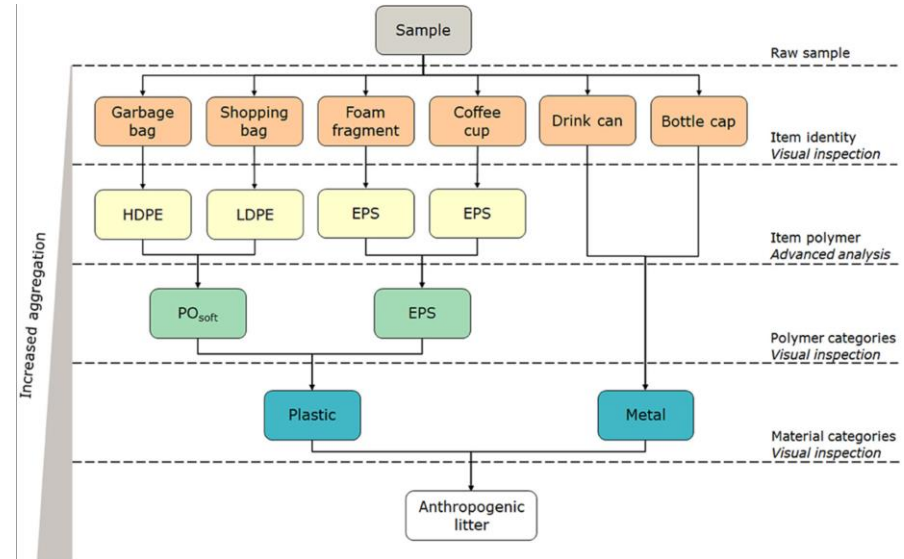 Sample
Raw sample
Garbage
bag
Shopping
bag
Foam
fragment
Coffee
cup
Drink can
Bottle cap
Item identity
Visual inspection
HDPE
LDPE
EPS
EPS
Item polymer
Advanced analysis
Increased aggregation
POsoft
EPS
Polymer categories
Visual inspection
Plastic
Metal
Material categories
Visual inspection
Anthropogenic
litter